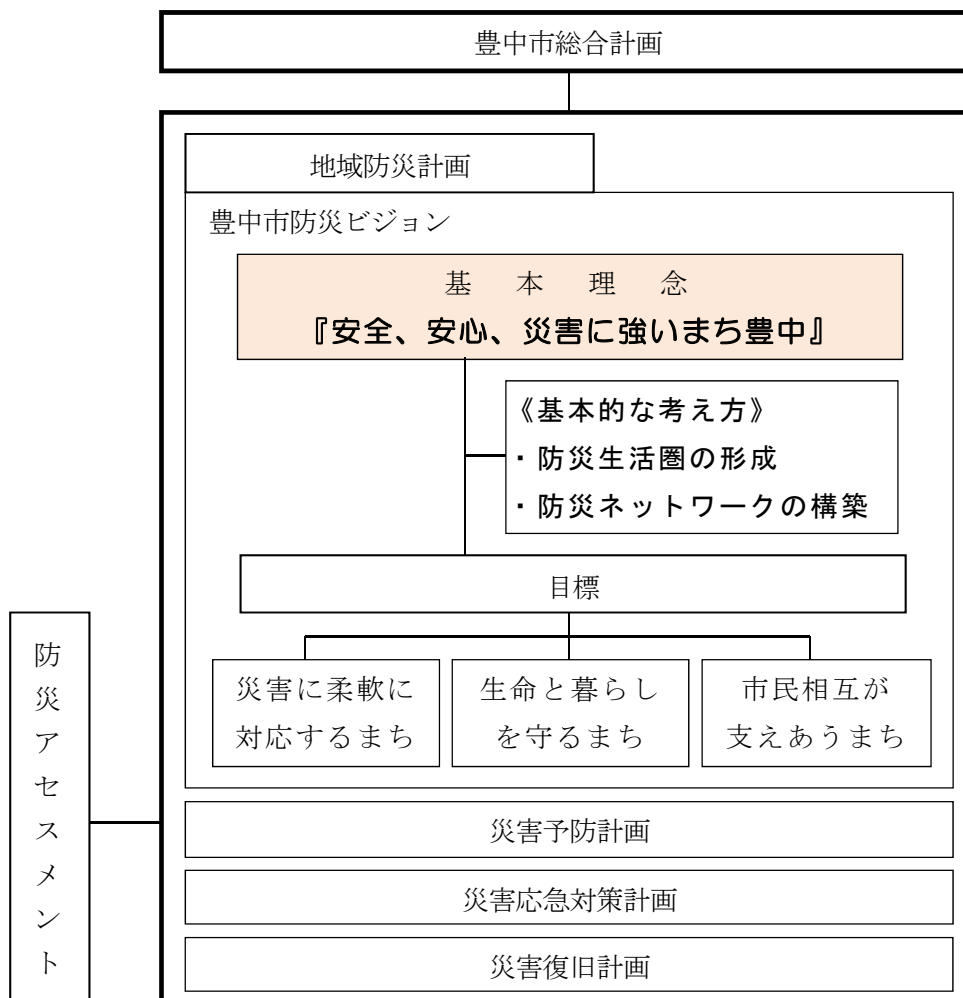 豊中市総合計画
地域防災計画
豊中市防災ビジョン
基本理念
『安全、安心、災害に強いまち豊中』
《基本的な考え方》
・防災生活圏の形成
・防災ネットワークの構築
目標
災害に柔軟に
対応するまち
生命と暮らし
を守るまち
市民相互が
支えあうまち
防災アセスメント
災害予防計画
災害応急対策計画
災害復旧計画